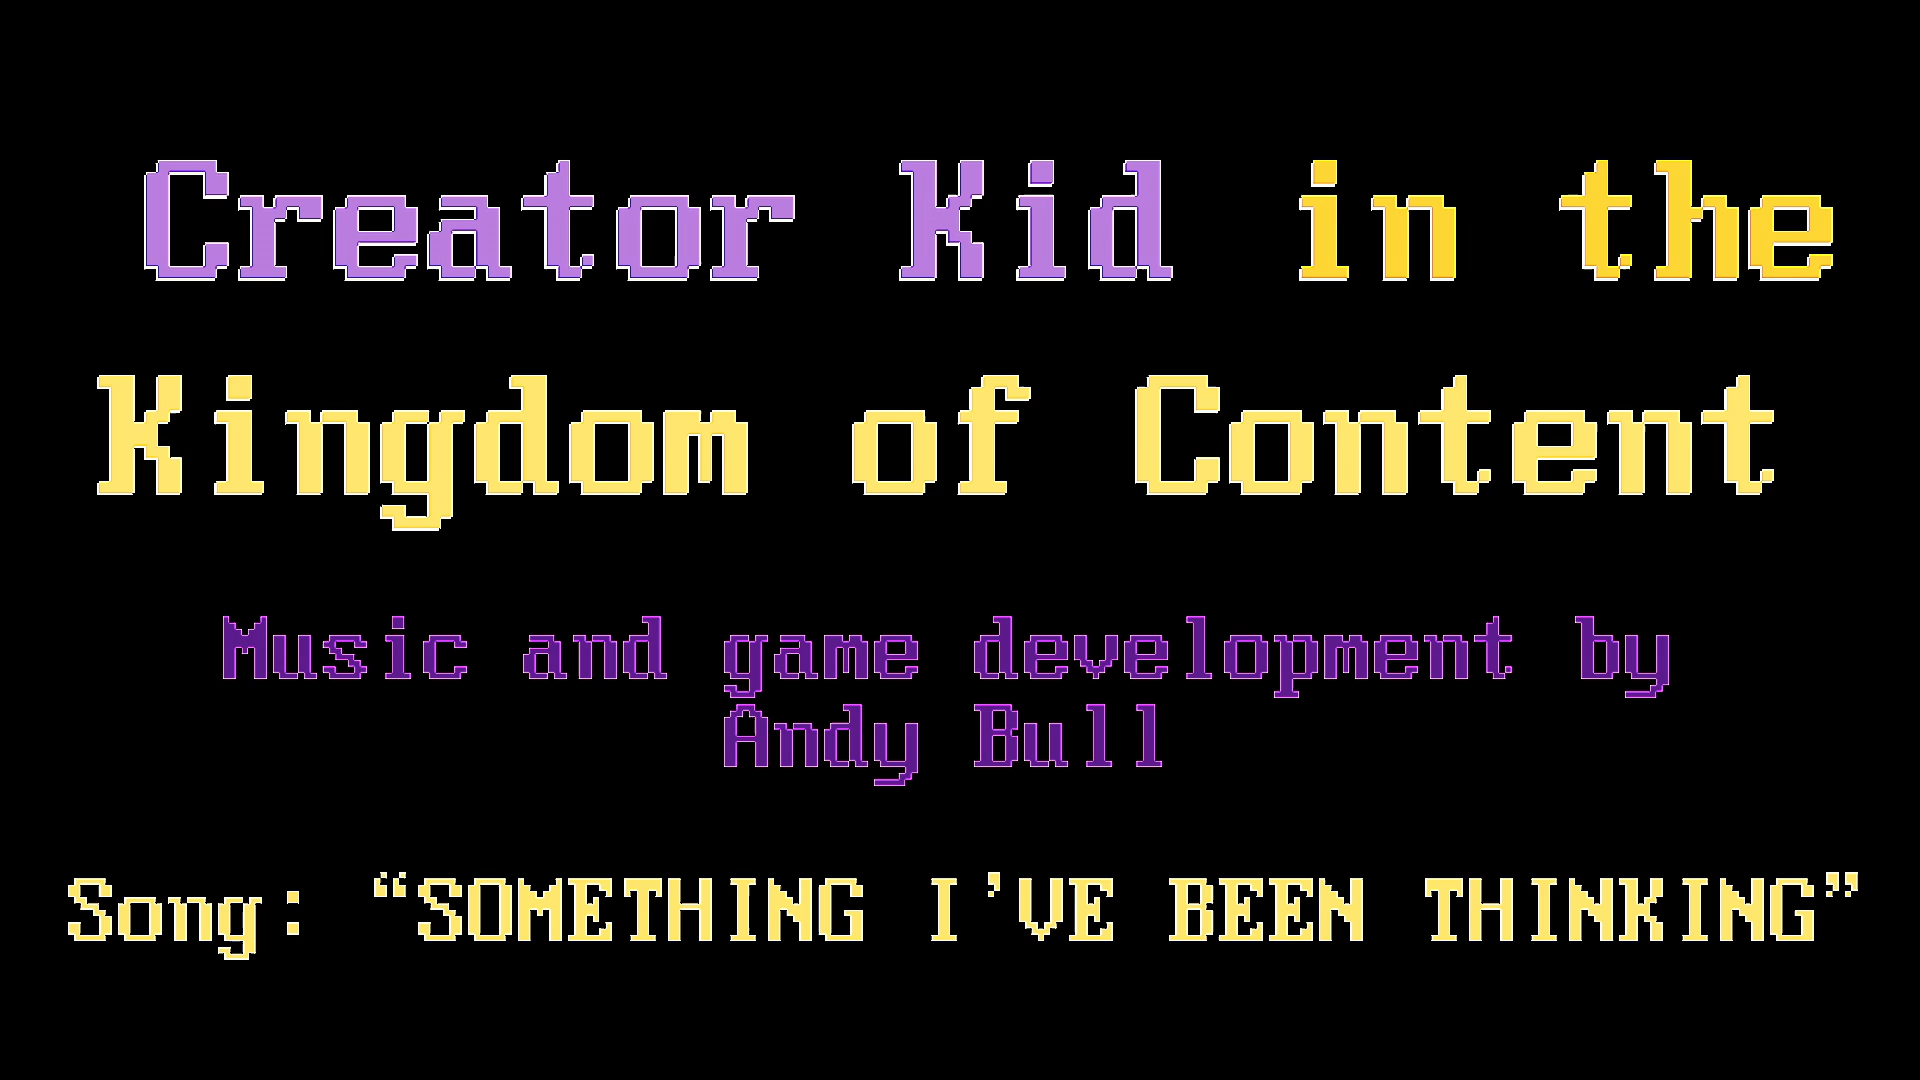 Creator Kid in the
Kingdom of Content
Music and game development by
Andy Bull
Song: “SOMETHING I'VE BEEN THINKING”